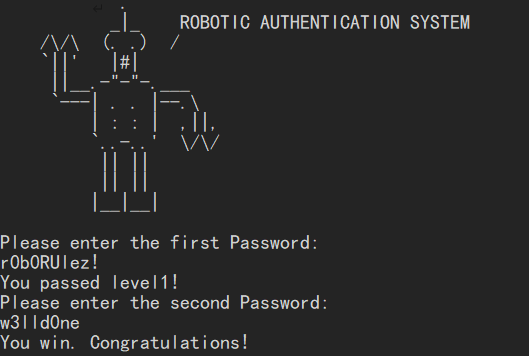 ROBOTIC AUTHENTICATION SYSTEM
Please enter the first Password:
r0b0RUlez!
You passed level1!
Please enter the second Password:
w3lld0ne
You win. Congratulations!